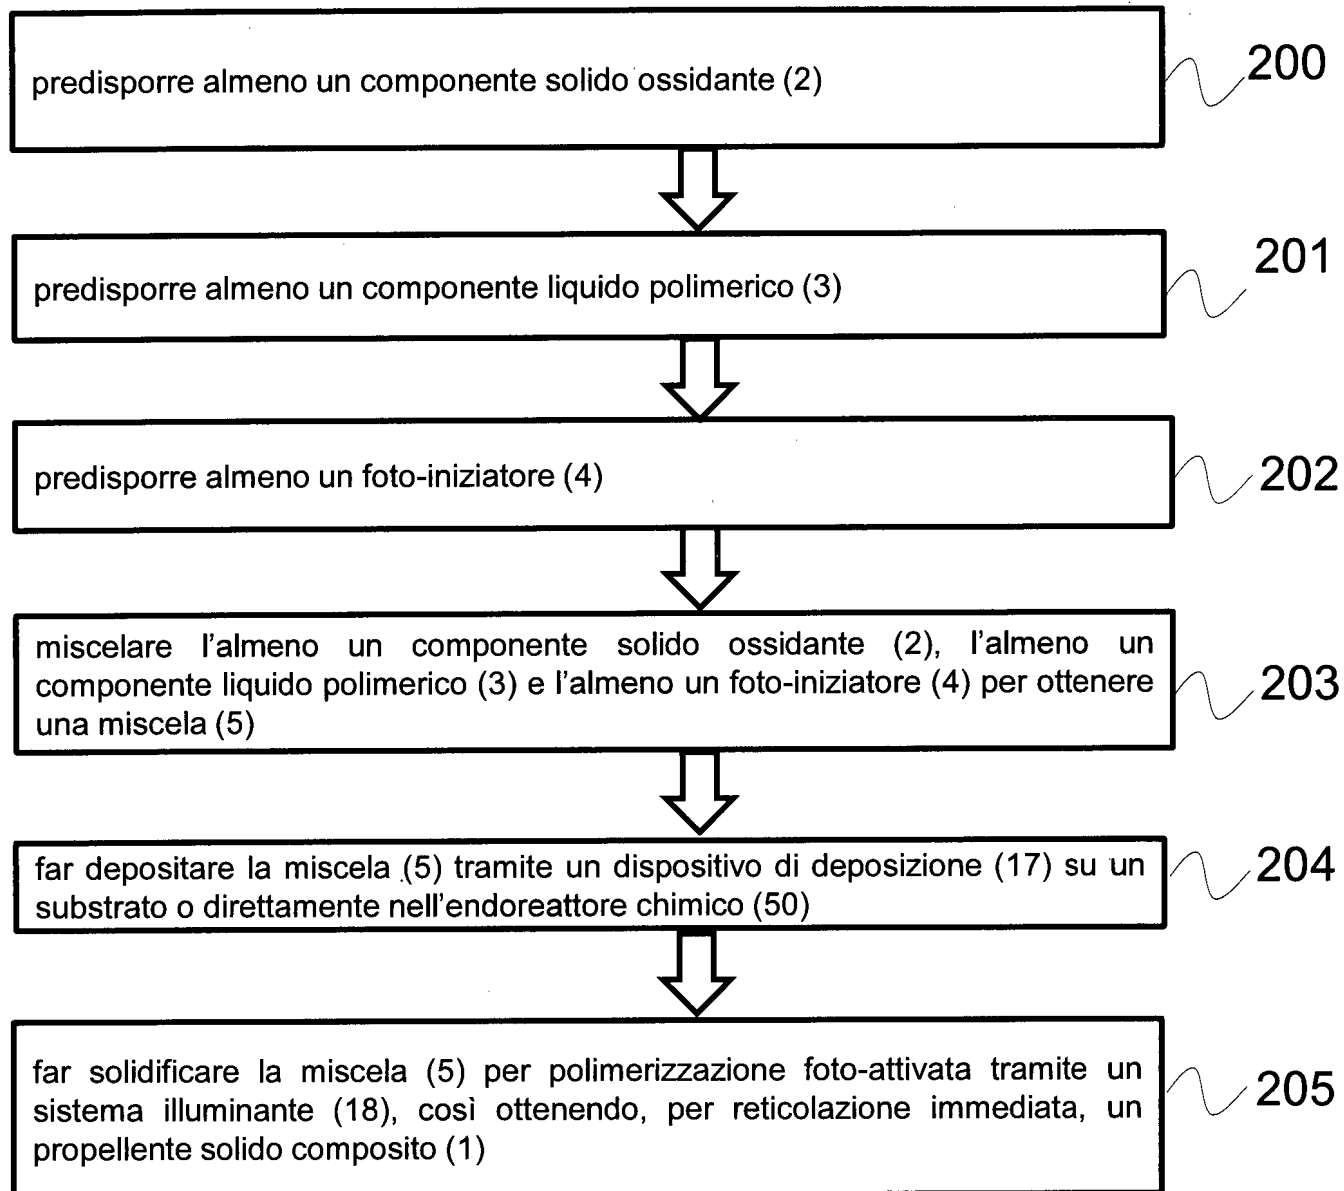 predisporre almeno un componente solido ossidante (2)
200
predisporre almeno un componente liquido polimerico (3)
201
predisporre almeno un foto-iniziatore (4)
202
miscelare l'almeno un componente solido ossidante (2), l'almeno un
componente liquido polimerico (3) e l'almeno un foto-iniziatore (4) per ottenere
una miscela (5)
203
far depositare la miscela (5) tramite un dispositivo di deposizione (17) su un
substrato o direttamente nell'endoreattore chimico (50)
204
far solidificare la miscela (5) per polimerizzazione foto-attivata tramite un
sistema illuminante (18), così ottenendo, per reticolazione immediata, un
propellente solido composito (1)
205